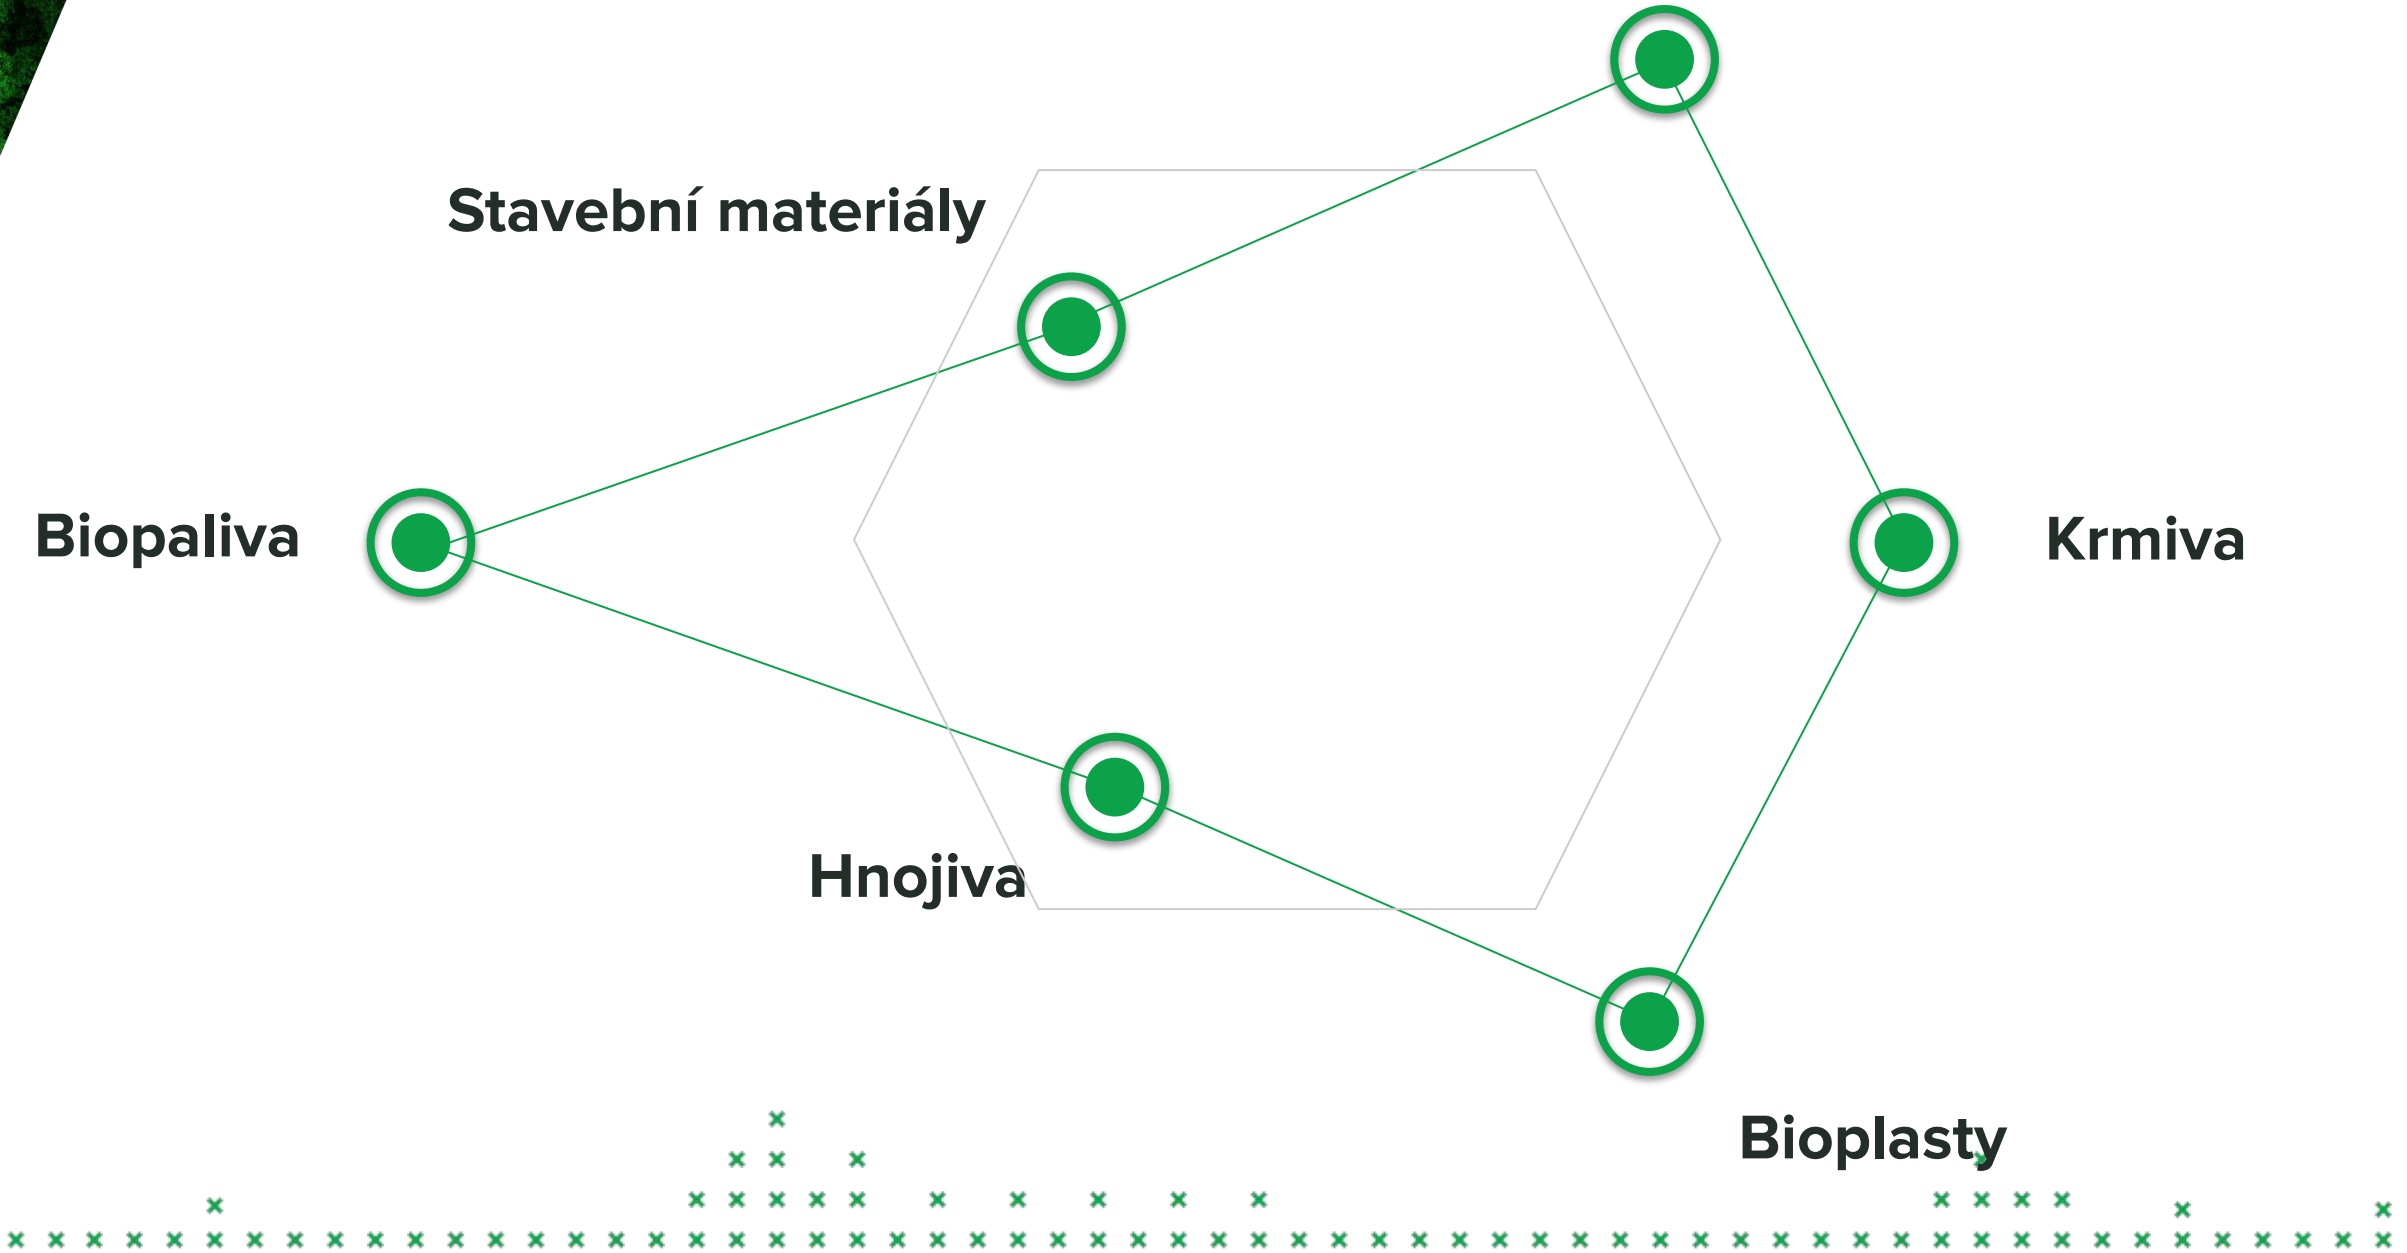 Stavební materiály
Biopaliva
Krmiva
Hnojiva
Bioplasty